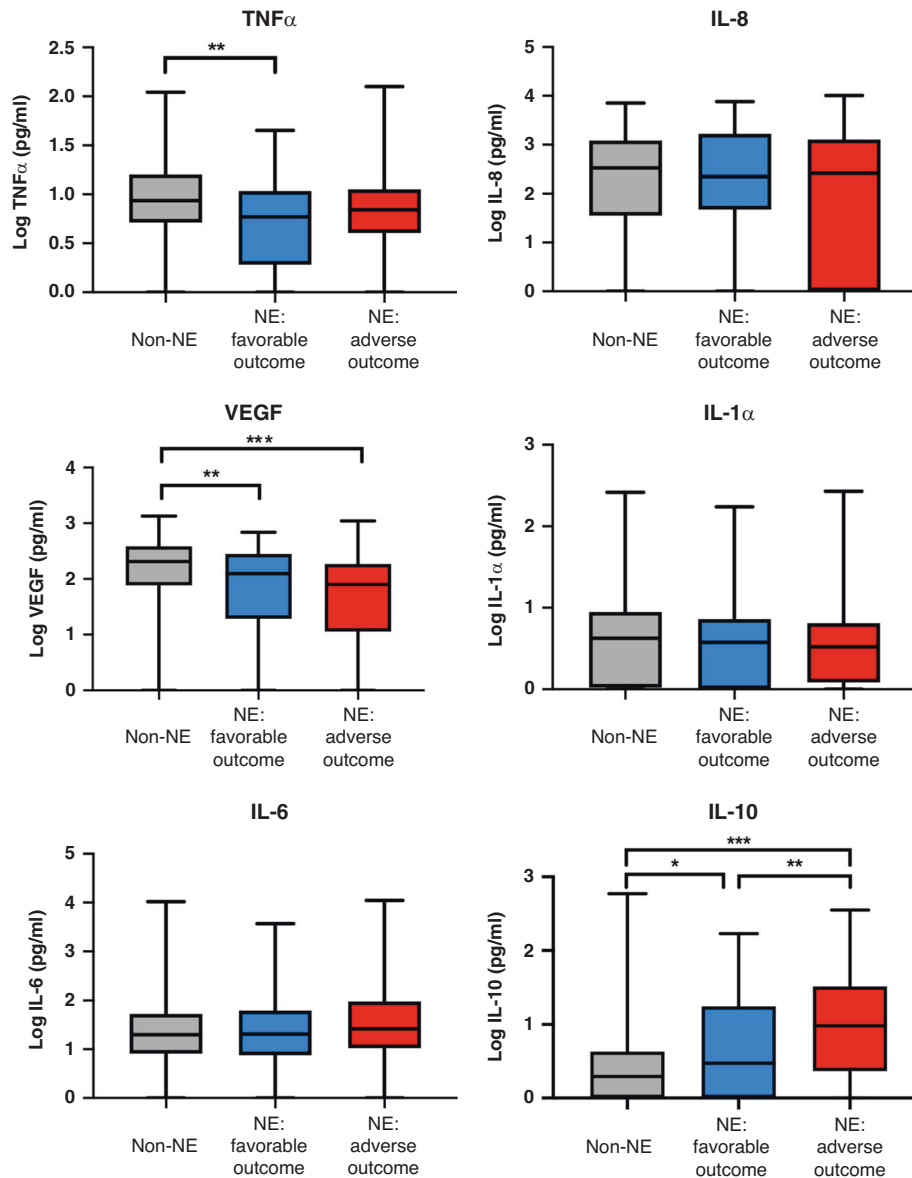 TNFα
**
Log TNFα (pg/ml)
2.5
2.0
1.5
1.0
0.5
0.0
Non-NE
NE:
favorable
outcome
NE:
adverse
outcome
IL-8
Log IL-8 (pg/ml)
5
4
3
2
1
0
Non-NE
NE:
favorable
outcome
NE:
adverse
outcome
VEGF
***
**
Log VEGF (pg/ml)
4
3
2
1
0
Non-NE
NE:
favorable
outcome
NE:
adverse
outcome
IL-1α
Log IL-1α (pg/ml)
3
2
1
0
Non-NE
NE:
favorable
outcome
NE:
adverse
outcome
IL-6
Log IL-6 (pg/ml)
5
4
3
2
1
0
Non-NE
NE:
favorable
outcome
NE:
adverse
outcome
IL-10
***
*
**
Log IL-10 (pg/ml)
3
2
1
0
Non-NE
NE:
favorable
outcome
NE:
adverse
outcome